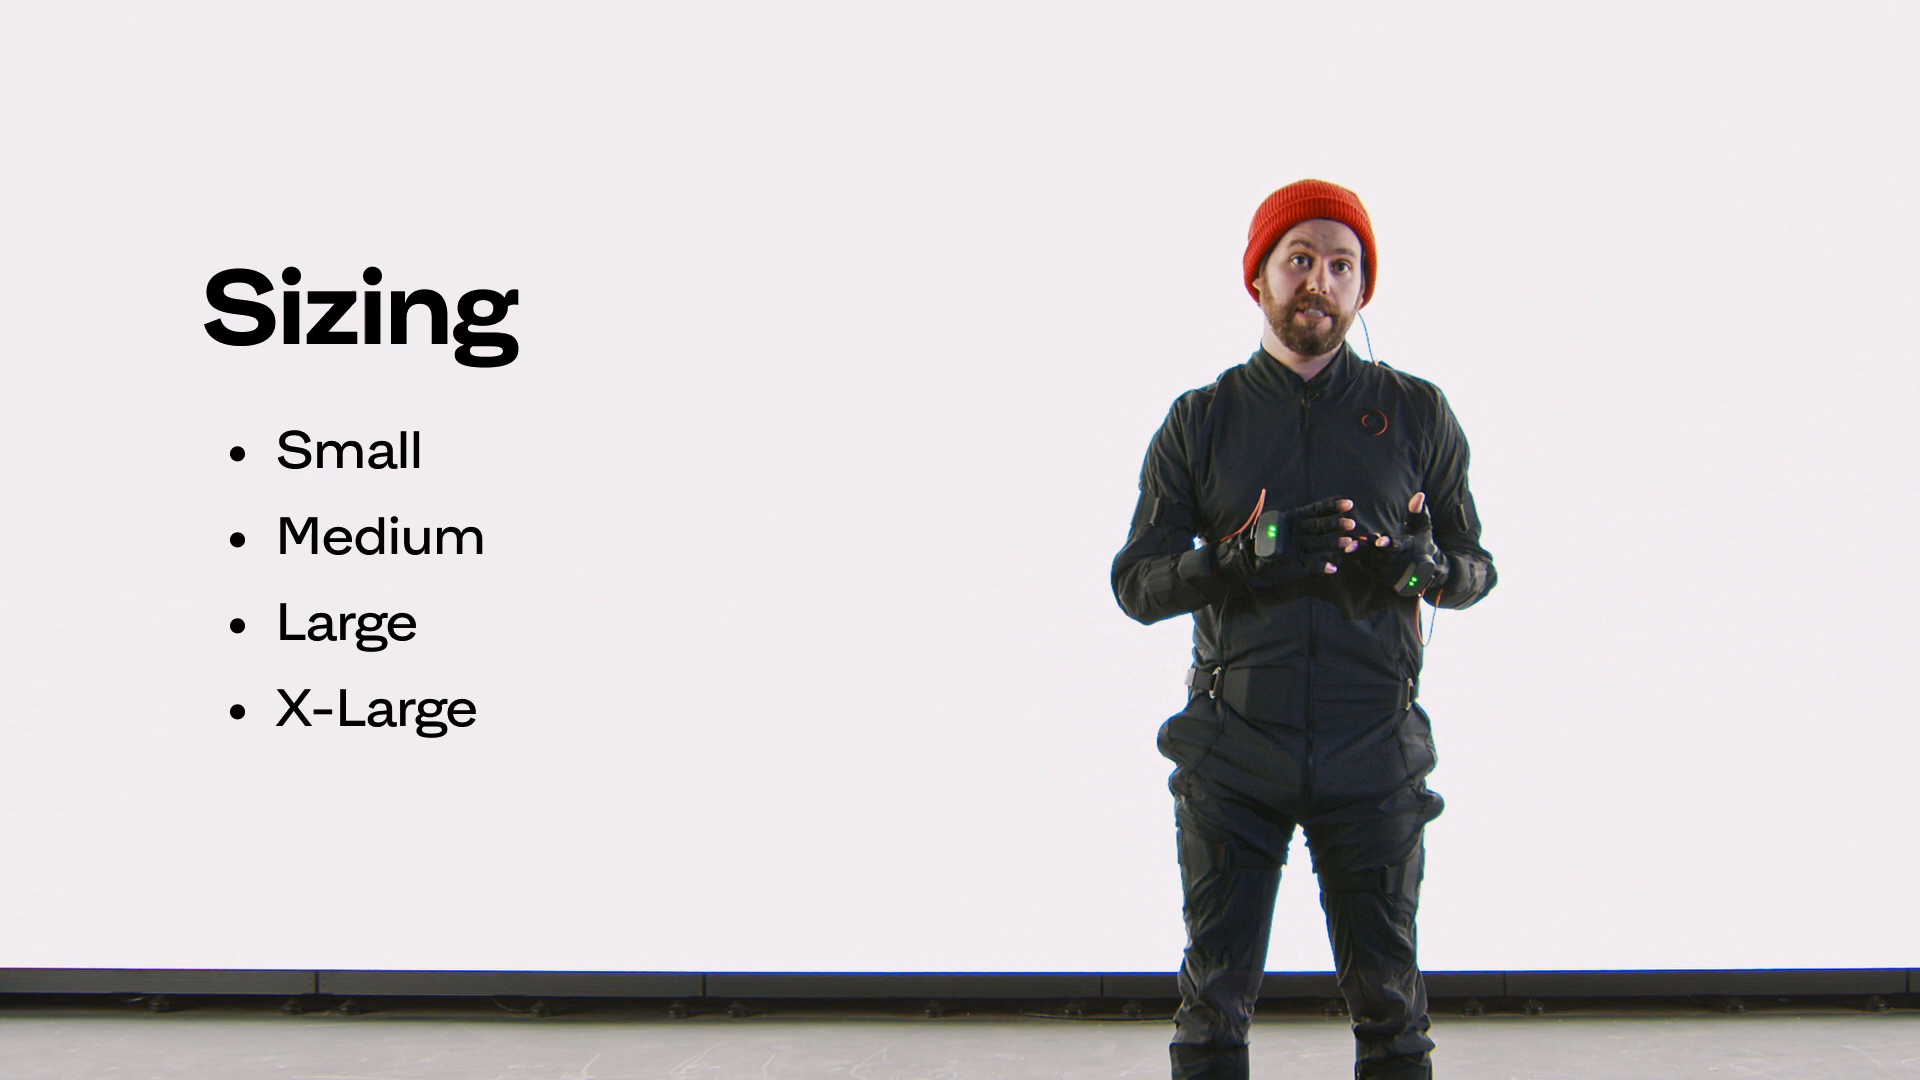 Sizing
• Small
• Medium
• Large
• X-Large